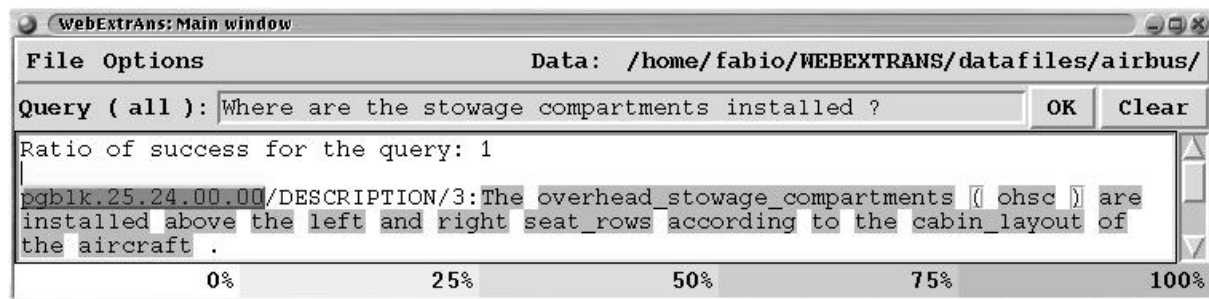 WebExtrAns: Main window
File Options Data: /home/fabio/WEBEXTRANS/datafiles/airbus/
Query ( all ): Where are the stowage compartments installed ? OK Clear
Ratio of success for the query: 1
pgblk.25.24.00.00/DESCRIPTION/3:The overhead_stowage_compartments ( ohsc ) are
installed above the left and right seat_rows according to the cabin_layout of
the aircraft .
0% 25% 50% 75% 100%